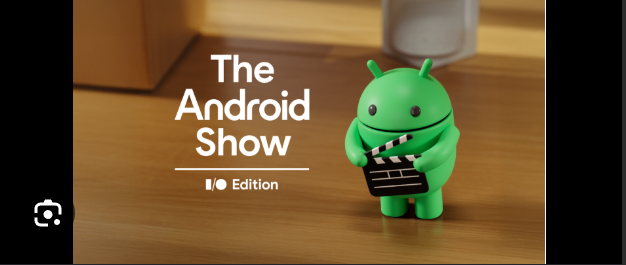 The
Android
Show
I/O Edition